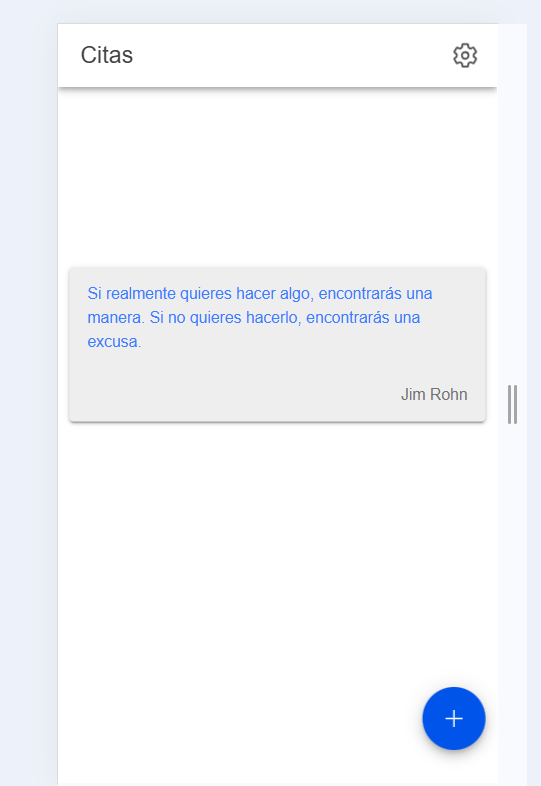 Citas
Si realmente quieres hacer algo, encontrarás una
manera. Si no quieres hacerlo, encontrarás una
excusa.
Jim Rohn